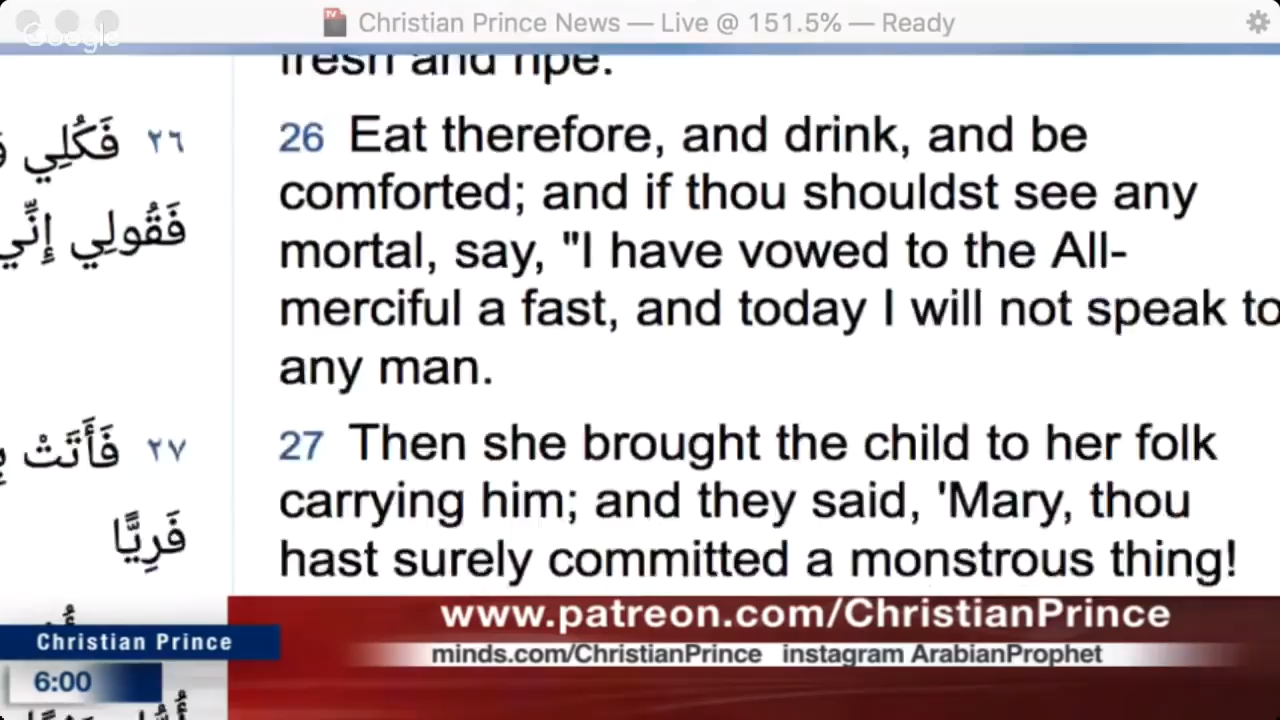 Google
Christian Prince News — Live @ 151.5% — Ready
fresh and ripe.
٢٦ فَكُلِي
فَقُولِي إِنِّي
26 Eat therefore, and drink, and be
comforted; and if thou shouldst see any
mortal, say, "I have vowed to the All-
merciful a fast, and today I will not speak to
any man.
٢٧ فَأَتَتْ
فَرِيًّا
27 Then she brought the child to her folk
carrying him; and they said, 'Mary, thou
hast surely committed a monstrous thing!
www.patreon.com/ChristianPrince
Christian Prince
minds.com/ChristianPrince instagram ArabianProphet
6:00